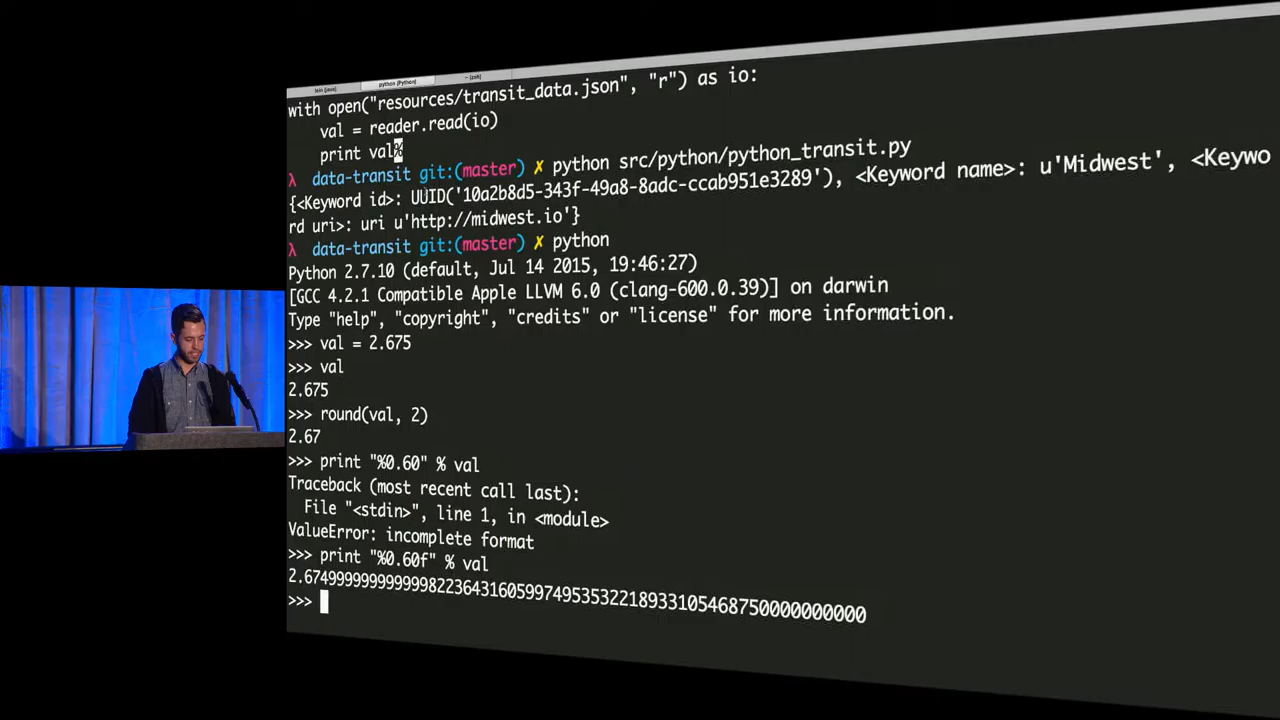 lein (java)
python (Python)
~ (zsh)
with open("resources/transit_data.json", "r") as io:
val = reader.read(io)
print val%
λ data-transit git:(master) ✗ python src/python/python_transit.py
{<Keyword id>: UUID('10a2b8d5-343f-49a8-8adc-ccab951e3289'), <Keyword name>: u'Midwest', <Keywo
rd uri>: uri u'http://midwest.io'}
λ data-transit git:(master) ✗ python
Python 2.7.10 (default, Jul 14 2015, 19:46:27)
[GCC 4.2.1 Compatible Apple LLVM 6.0 (clang-600.0.39)] on darwin
Type "help", "copyright", "credits" or "license" for more information.
>>> val = 2.675
>>> val
2.675
>>> round(val, 2)
2.67
>>> print "%0.60" % val
Traceback (most recent call last):
File "<stdin>", line 1, in <module>
ValueError: incomplete format
>>> print "%0.60f" % val
2.674999999999999822364316059974953532218933105468750000000000
>>>